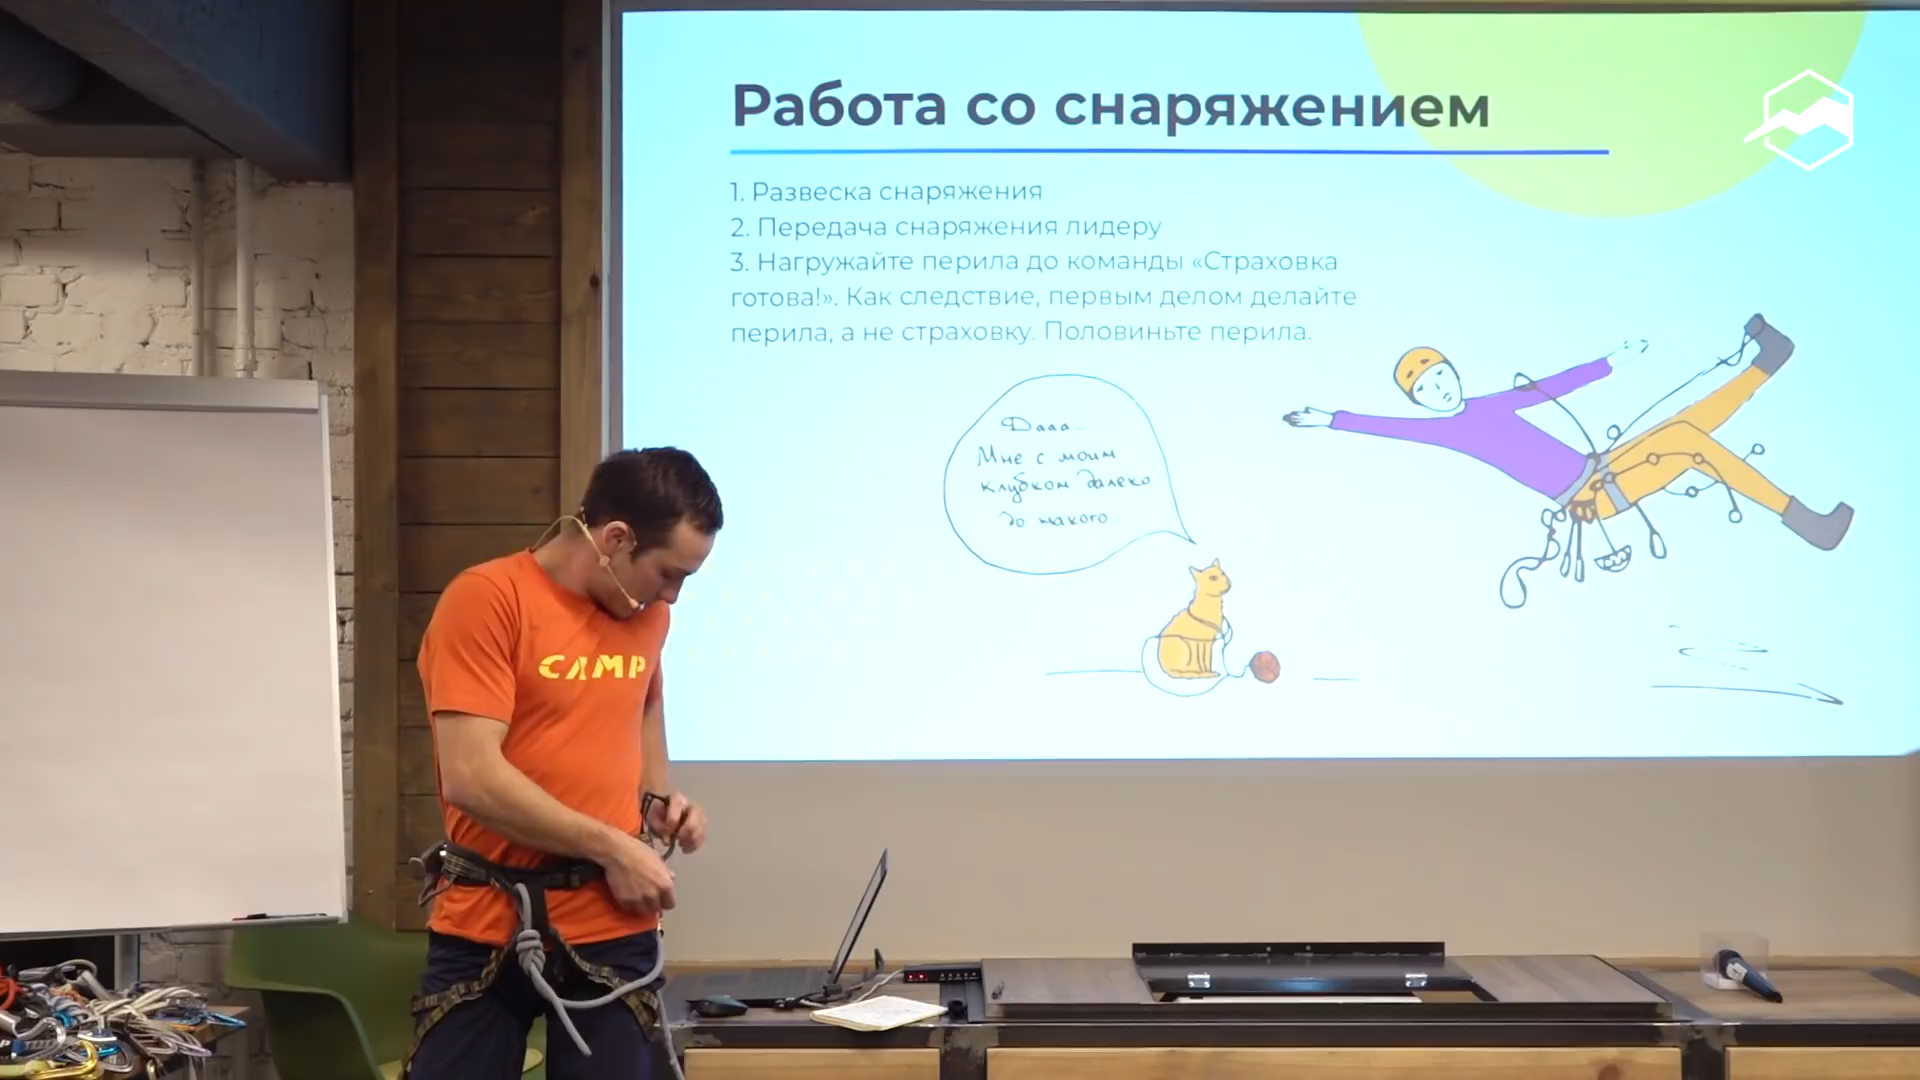 Работа со снаряжением
1. Развеска снаряжения
2. Передача снаряжения лидеру
3. Нагружайте перила до команды «Страховка
готова!». Как следствие, первым делом делайте
перила, а не страховку. Половиньте перила.
Дааа...
Мне с моим
клубком далеко
до такого...
CAMP